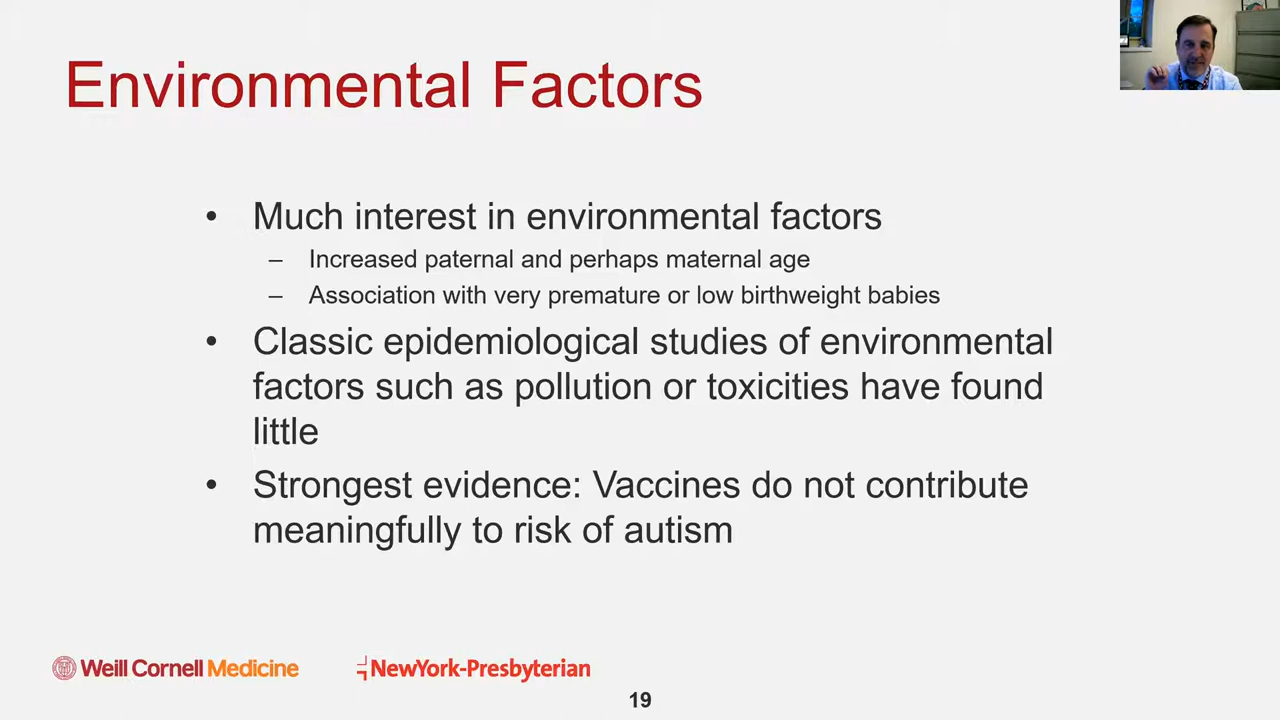 Environmental Factors
• Much interest in environmental factors
– Increased paternal and perhaps maternal age
– Association with very premature or low birthweight babies
• Classic epidemiological studies of environmental
factors such as pollution or toxicities have found
little
• Strongest evidence: Vaccines do not contribute
meaningfully to risk of autism
Weill Cornell Medicine
NewYork-Presbyterian
19